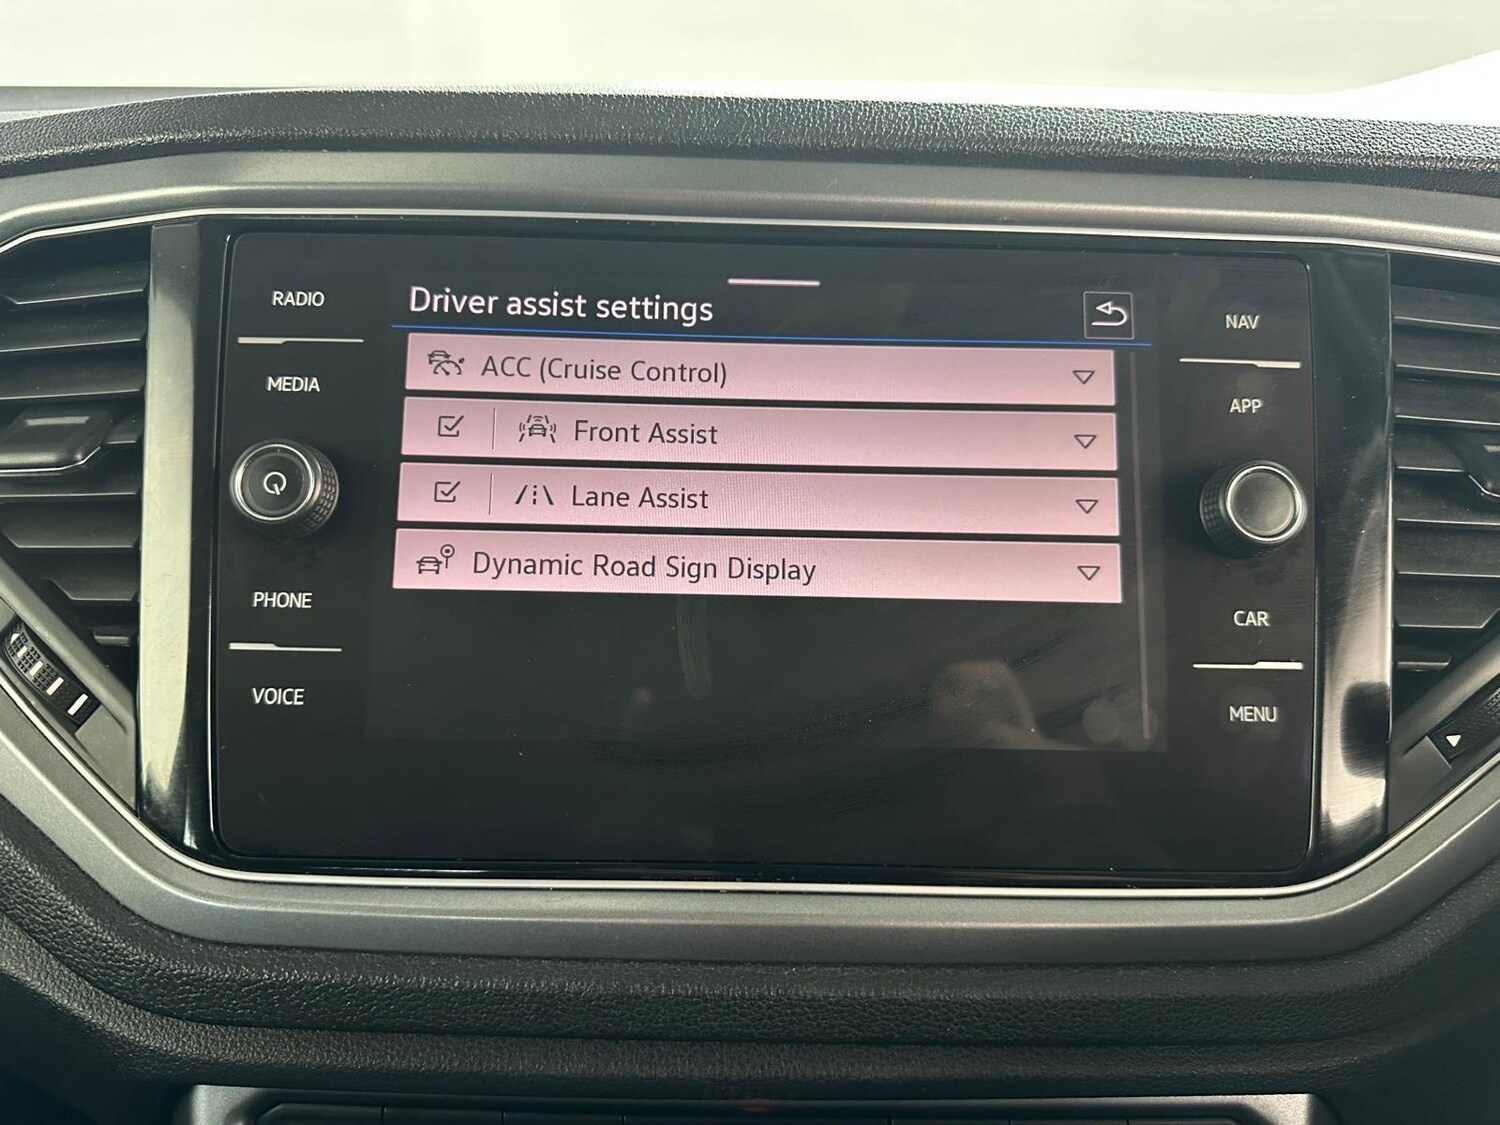 RADIO
MEDIA
PHONE
VOICE
Driver assist settings
ACC (Cruise Control)
Front Assist
Lane Assist
Dynamic Road Sign Display
NAV
APP
CAR
MENU